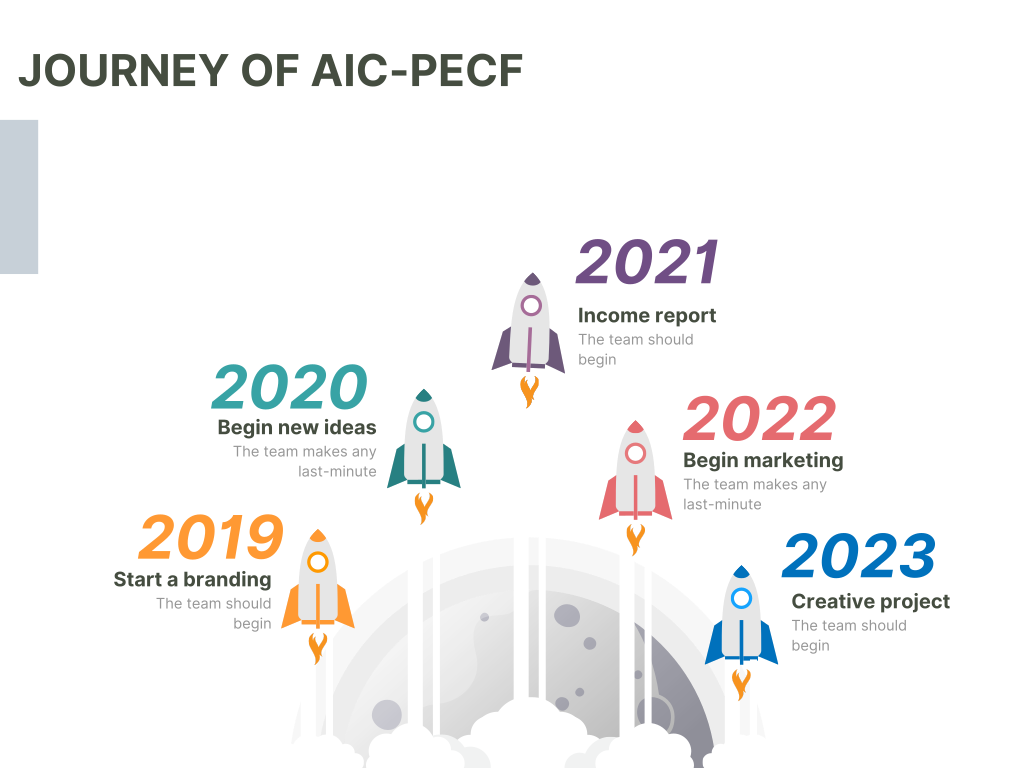 JOURNEY OF AIC-PECF
2019
Start a branding
The team should
begin
2020
Begin new ideas
The team makes any
last-minute
2021
Income report
The team should
begin
2022
Begin marketing
The team makes any
last-minute
2023
Creative project
The team should
begin